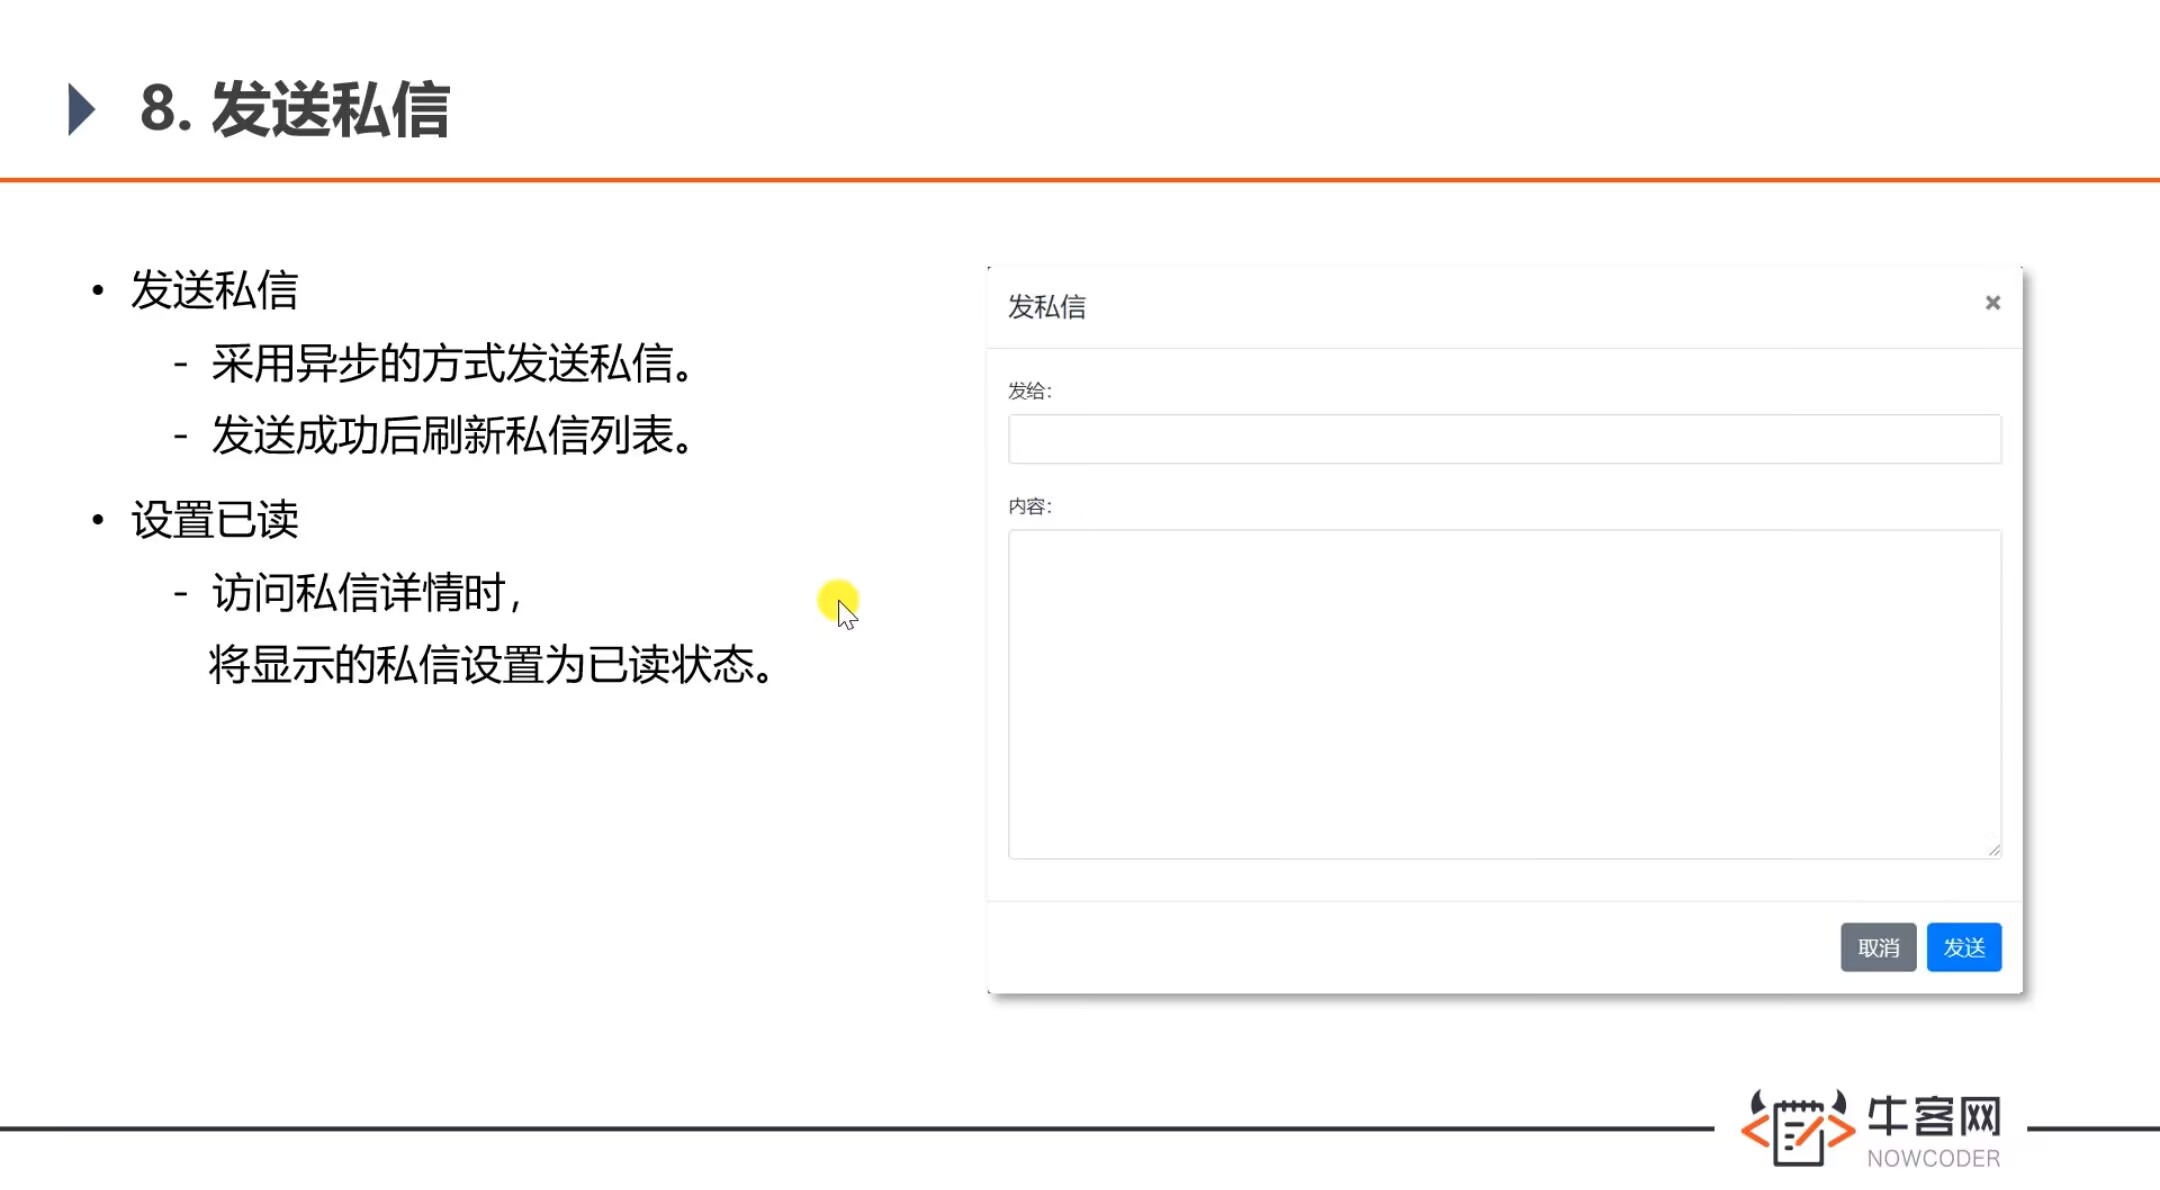 8. 发送私信
• 发送私信
- 采用异步的方式发送私信。
- 发送成功后刷新私信列表。
• 设置已读
- 访问私信详情时，
将显示的私信设置为已读状态。
发私信
×
发给：
内容：
取消 发送
牛客网
NOWCODER